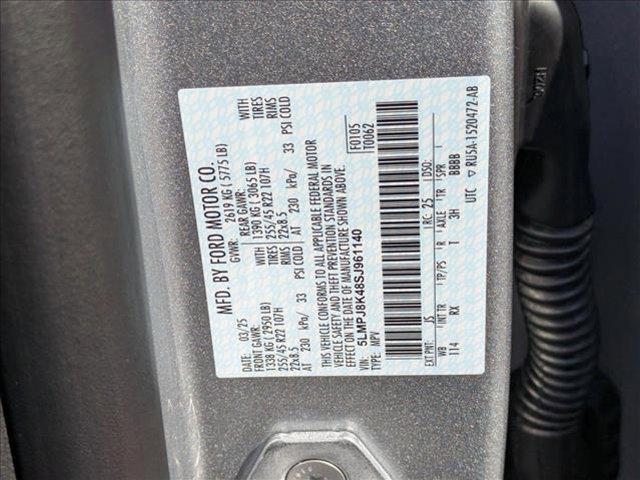 MFD. BY FORD MOTOR CO.
DATE: 03/25 GVWR: 2619 KG ( 5775 LB)
FRONT GAWR: REAR GAWR: WITH
1338 KG ( 2950 LB) 1390 KG ( 3065 LB) TIRES
255/45 R22 107H 255/45 R22 107H RIMS
22x8.5 22x8.5
AT 230 kPa/ 33 PSI COLD AT 230 kPa/ 33 PSI COLD
THIS VEHICLE CONFORMS TO ALL APPLICABLE FEDERAL MOTOR
VEHICLE SAFETY AND THEFT PREVENTION STANDARDS IN
EFFECT ON THE DATE OF MANUFACTURE SHOWN ABOVE.
VIN: 5LMPJ8K48SJ961140
TYPE: MPV
F0105
T0062
EXT PNT: JS RC: 25 DSO:
WB INT TR TP/PS R AXLE TR SPR
114 RX T 3H BBBB
UTC ▽ RU5A-1520472-AB